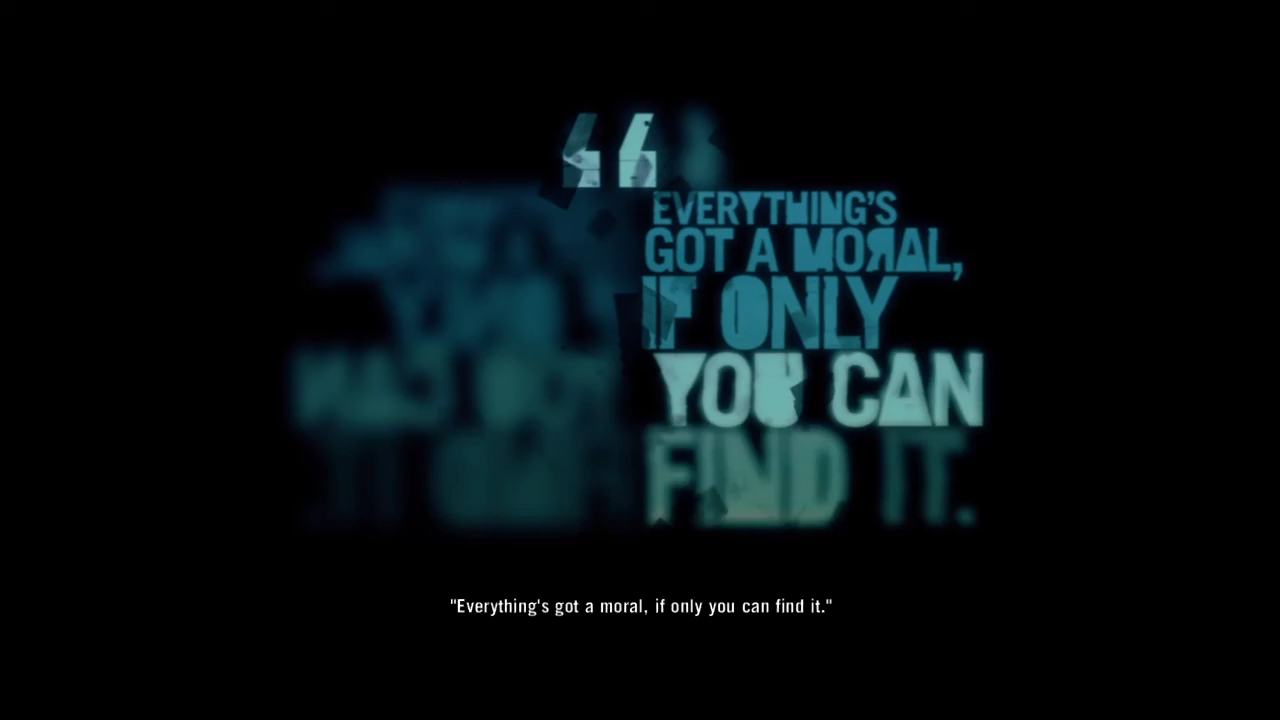 “
EVERYTHING’S
GOT A MORAL,
IF ONLY
YOU CAN
FIND IT.
"Everything's got a moral, if only you can find it."